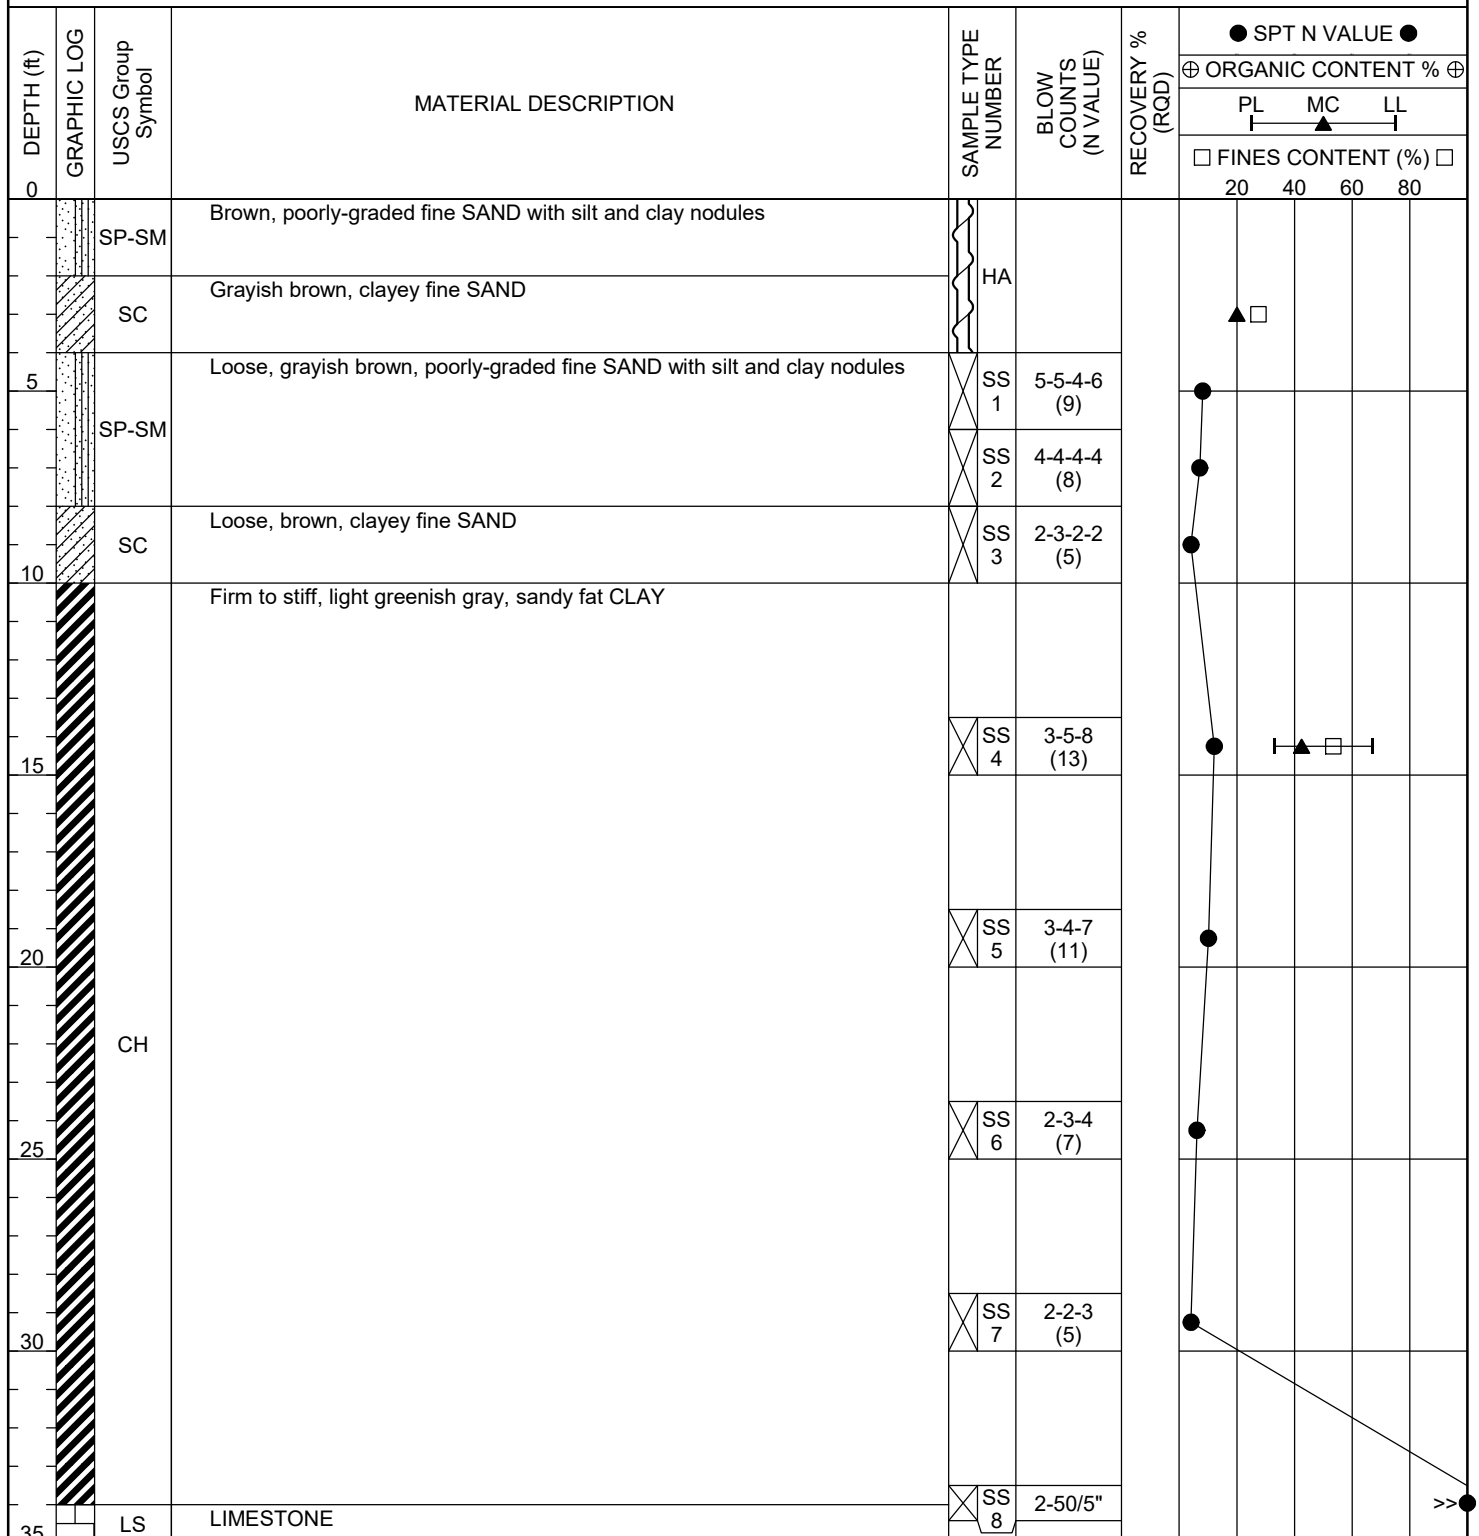 DEPTH (ft)
GRAPHIC LOG
USCS Group
Symbol
MATERIAL DESCRIPTION
SAMPLE TYPE
NUMBER
BLOW
COUNTS
(N VALUE)
RECOVERY %
(RQD)
● SPT N VALUE ●
⊕ ORGANIC CONTENT % ⊕
PL MC LL
□ FINES CONTENT (%) □
20 40 60 80
0
Brown, poorly-graded fine SAND with silt and clay nodules
SP-SM
HA
Grayish brown, clayey fine SAND
SC
Loose, grayish brown, poorly-graded fine SAND with silt and clay nodules
5
SS
1
5-5-4-6
(9)
SP-SM
SS
2
4-4-4-4
(8)
Loose, brown, clayey fine SAND
SC
SS
3
2-3-2-2
(5)
10
Firm to stiff, light greenish gray, sandy fat CLAY
SS
4
3-5-8
(13)
15
SS
5
3-4-7
(11)
20
CH
SS
6
2-3-4
(7)
25
SS
7
2-2-3
(5)
30
SS
8
2-50/5"
>>
LIMESTONE
LS
35